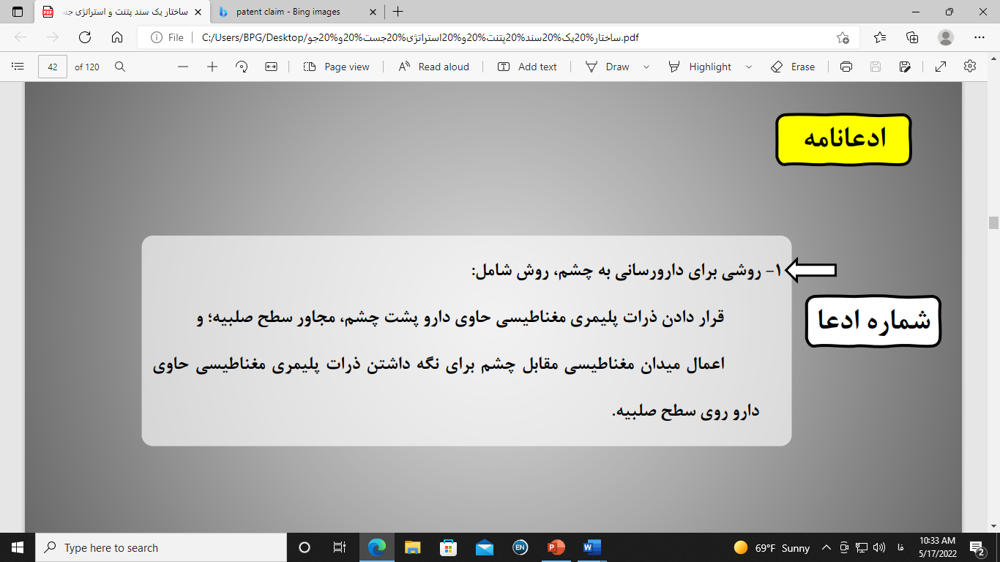 ساختار یک سند پتنت و استراتژی جس
patent claim - Bing images
File
C:/Users/BPG/Desktop/ساختار%20یک%20سند%20پتنت%20و%20استراتژی%20جست%20و%20جو.pdf
42 of 120
Page view
Read aloud
Add text
Draw
Highlight
Erase
ادعانامه
۱- روشی برای دارورسانی به چشم، روش شامل:
شماره ادعا
قرار دادن ذرات پلیمری مغناطیسی حاوی دارو پشت چشم، مجاور سطح صلبیه؛ و
اعمال میدان مغناطیسی مقابل چشم برای نگه داشتن ذرات پلیمری مغناطیسی حاوی
دارو روی سطح صلبیه.
Type here to search
EN
69°F Sunny
فا
10:33 AM
5/17/2022
2